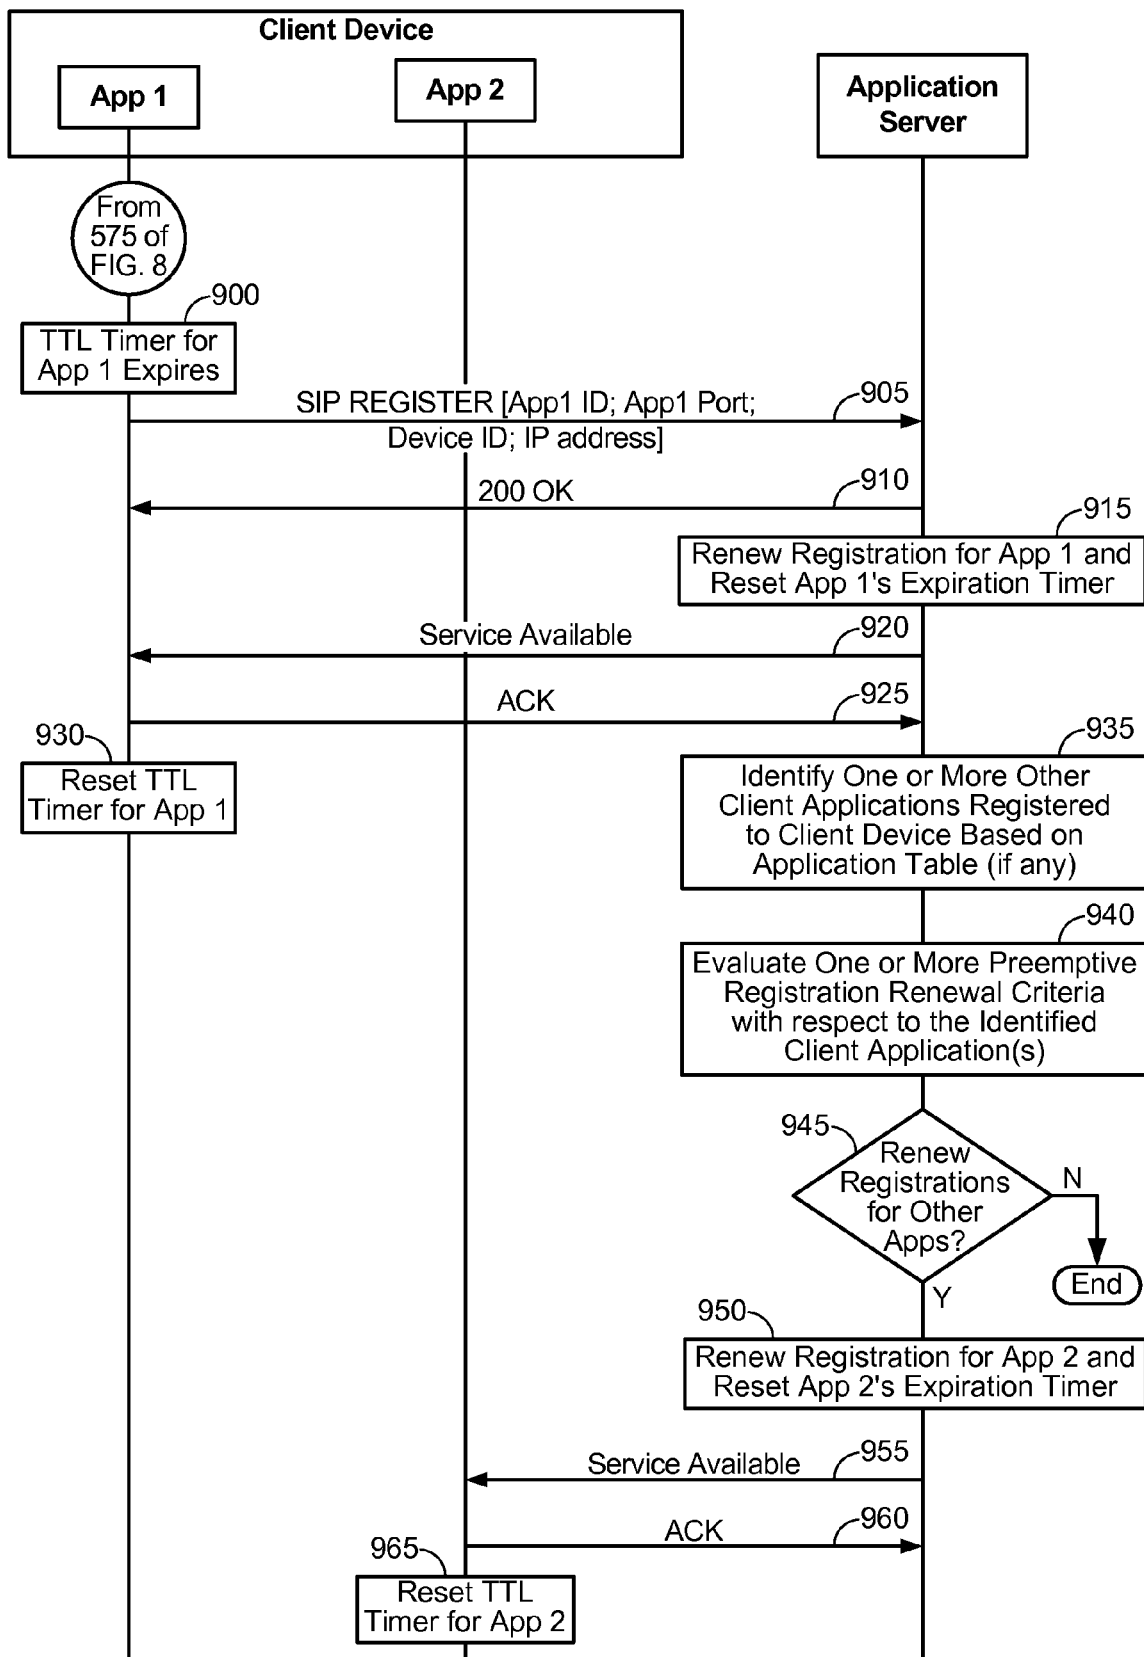 Client Device
App 1
App 2
Application
Server
From
575 of
FIG. 8
900
TTL Timer for
App 1 Expires
SIP REGISTER [App1 ID; App1 Port;
Device ID; IP address]
905
200 OK
910
915
Renew Registration for App 1 and
Reset App 1's Expiration Timer
Service Available
920
ACK
925
930
Reset TTL
Timer for App 1
935
Identify One or More Other
Client Applications Registered
to Client Device Based on
Application Table (if any)
940
Evaluate One or More Preemptive
Registration Renewal Criteria
with respect to the Identified
Client Application(s)
945
Renew
Registrations
for Other
Apps?
N
End
Y
950
Renew Registration for App 2 and
Reset App 2's Expiration Timer
Service Available
955
ACK
960
965
Reset TTL
Timer for App 2